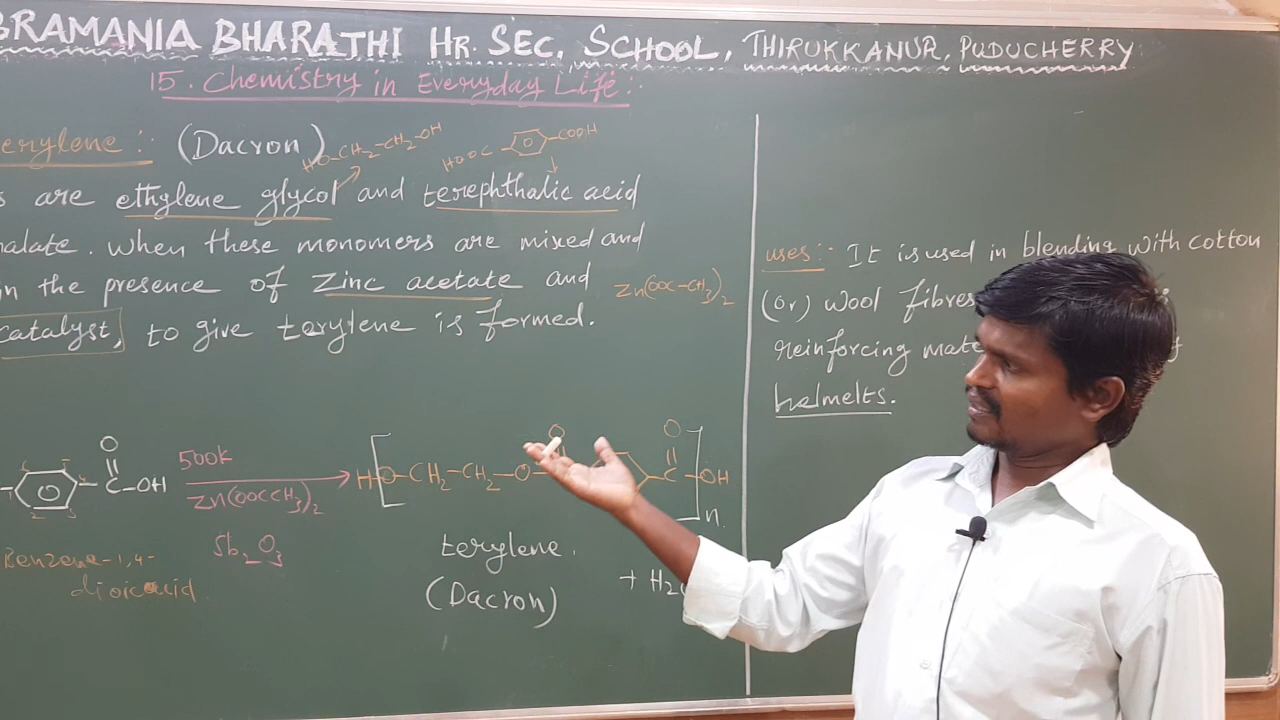 BRAMANIA BHARATHI HR. SEC. SCHOOL, THIRUKKANUR, PUDUCHERRY
15. Chemistry in Everyday Life:-
erylene:- (Dacron)
HO-CH2-CH2-OH
HOOC COOH
s are ethylene glycol and terephthalic acid
halate. When these monomers are mixed and
in the presence of Zinc acetate and
Zn(OOC-CH3)2
catalyst, to give terylene is formed.
O
C-OH
500k
Zn(OOCCH3)2
Sb2O3
HO-CH2-CH2-O
O
C
OH
n
Benzene-1,4-
dioicacid
terylene.
(Dacron)
+ H2
uses:- It is used in blending with cotton
(or) wool fibres
reinforcing mate
helmelts.